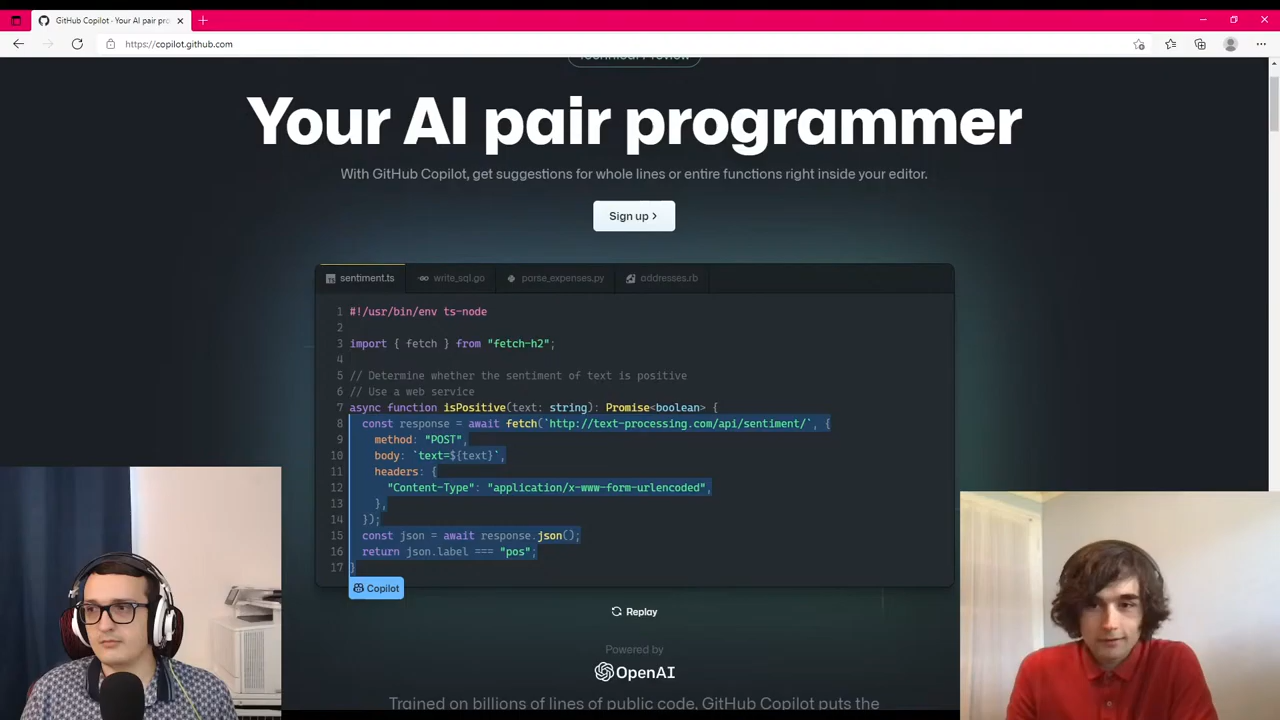 GitHub Copilot · Your AI pair pro
https://copilot.github.com
Technical Preview
Your AI pair programmer
With GitHub Copilot, get suggestions for whole lines or entire functions right inside your editor.
Sign up >
sentiment.ts write_sql.go parse_expenses.py addresses.rb
1 #!/usr/bin/env ts-node
2
3 import { fetch } from "fetch-h2";
4
5 // Determine whether the sentiment of text is positive
6 // Use a web service
7 async function isPositive(text: string): Promise<boolean> {
8 const response = await fetch(`http://text-processing.com/api/sentiment/`, {
9 method: "POST",
10 body: `text=${text}`,
11 headers: {
12 "Content-Type": "application/x-www-form-urlencoded",
13 },
14 });
15 const json = await response.json();
16 return json.label === "pos";
17 }
Copilot
Replay
Powered by
OpenAI
Trained on billions of lines of public code, GitHub Copilot puts the